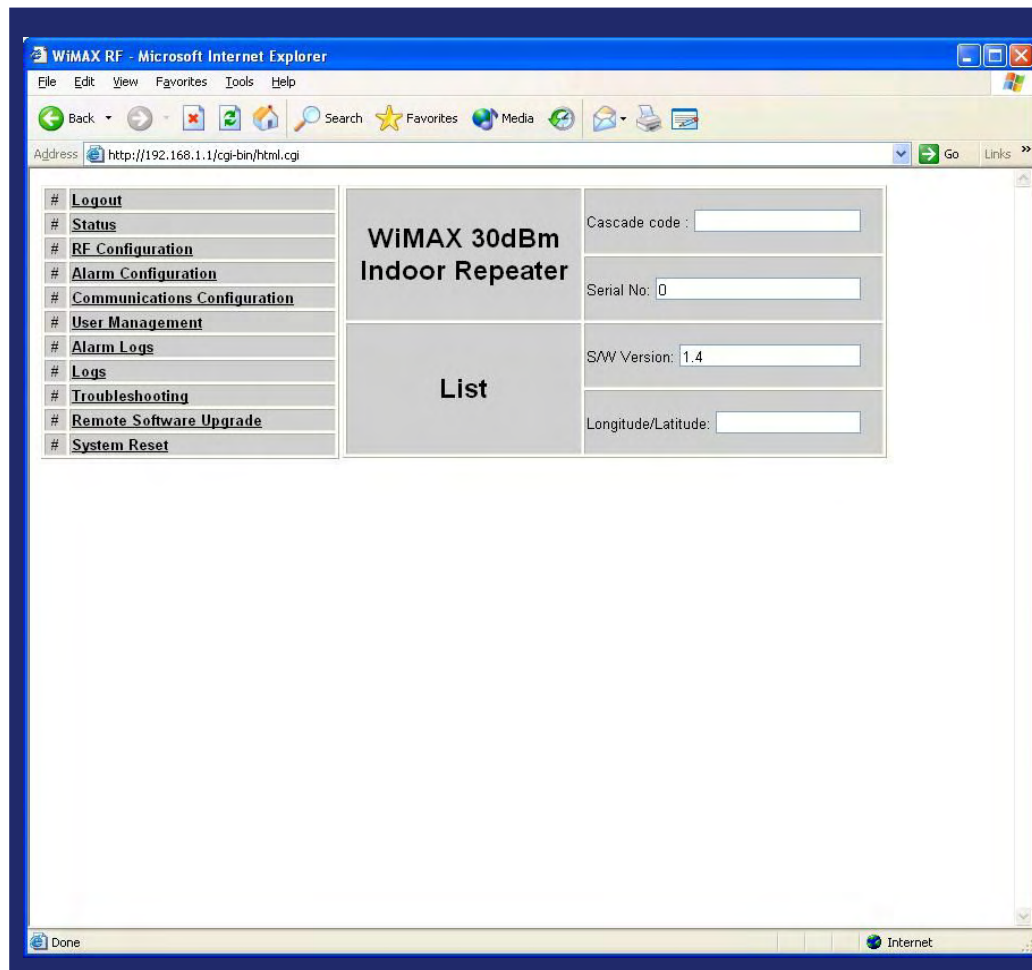 WiMAX RF - Microsoft Internet Explorer
File Edit View Favorites Tools Help
Back Search Favorites Media
Address http://192.168.1.1/cgi-bin/html.cgi Go Links »
# Logout
# Status
# RF Configuration
# Alarm Configuration
# Communications Configuration
# User Management
# Alarm Logs
# Logs
# Troubleshooting
# Remote Software Upgrade
# System Reset
WiMAX 30dBm
Indoor Repeater
List
Cascade code :
Serial No: 0
S/W Version: 1.4
Longitude/Latitude:
Done Internet